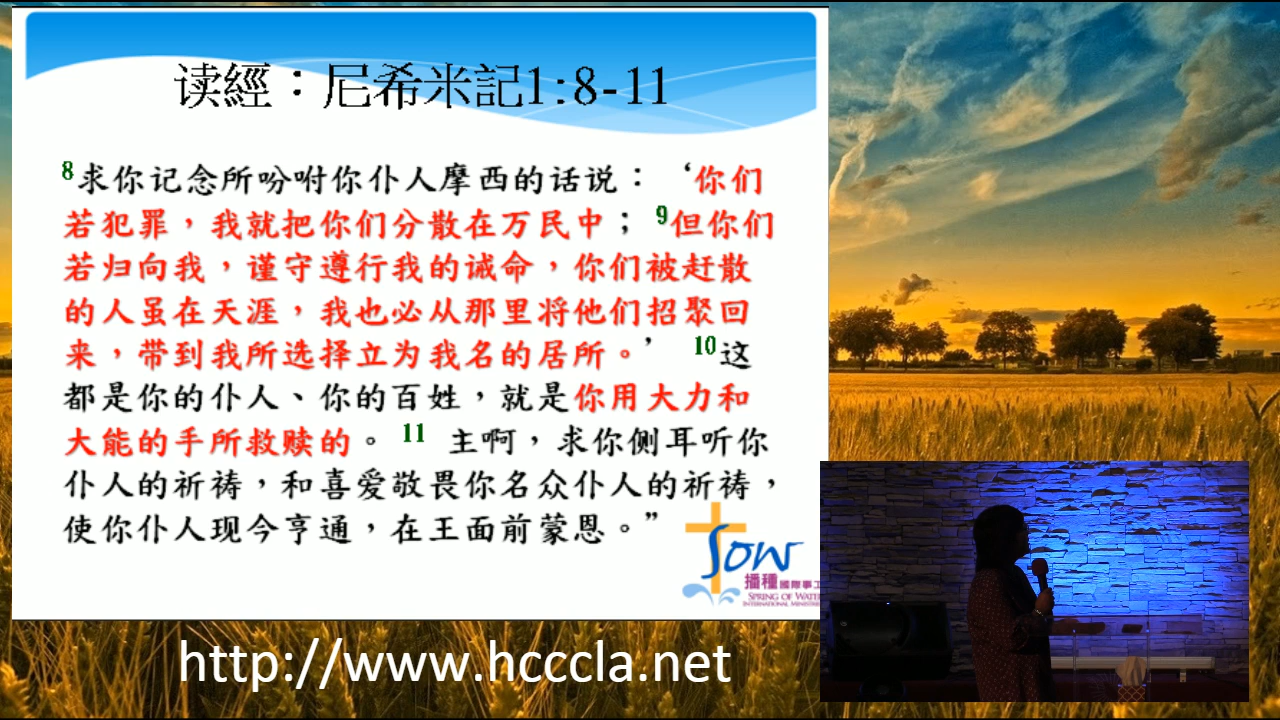 读經：尼希米記1:8-11
8求你记念所吩咐你仆人摩西的话说：‘你们
若犯罪，我就把你们分散在万民中；9但你们
若归向我，谨守遵行我的诫命，你们被赶散
的人虽在天涯，我也必从那里将他们招聚回
来，带到我所选择立为我名的居所。’ 10这
都是你的仆人、你的百姓，就是你用大力和
大能的手所救赎的。11 主啊，求你侧耳听你
仆人的祈祷，和喜爱敬畏你名众仆人的祈祷，
使你仆人现今亨通，在王面前蒙恩。”
Sow
播種國際事工
SPRING OF WATER
INTERNATIONAL MINISTRIES
http://www.hcccla.net